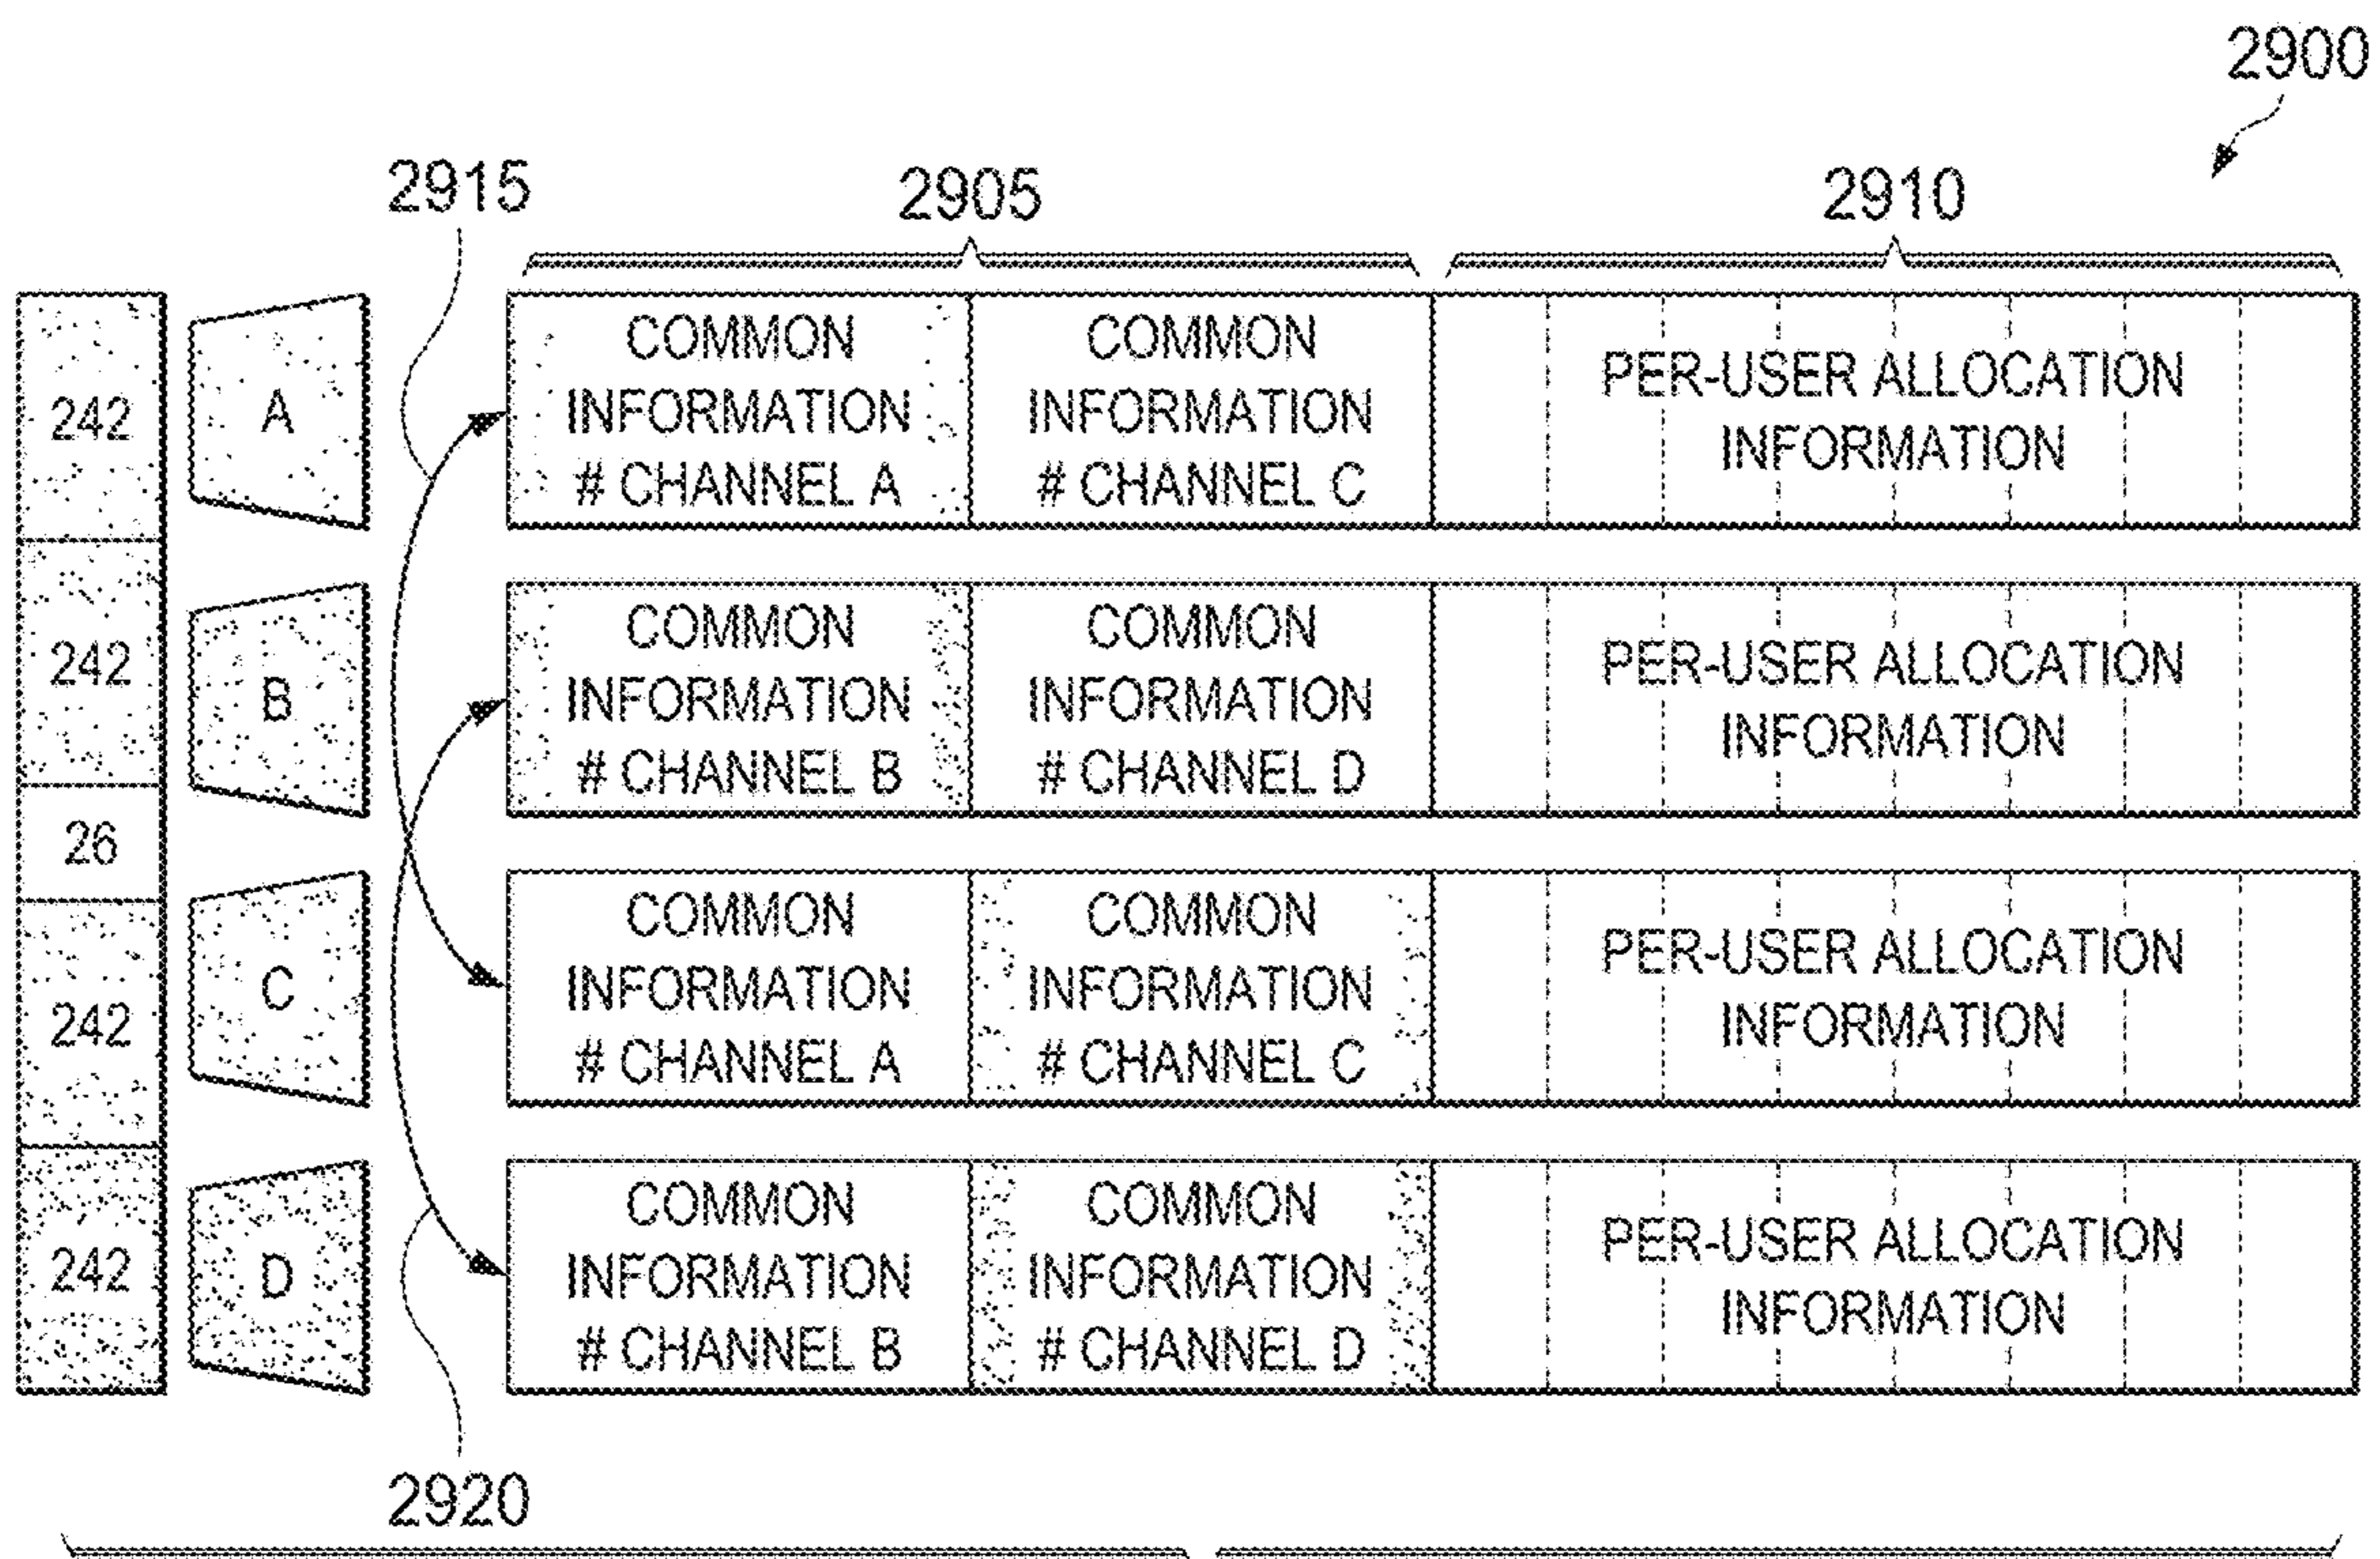 2900
2915
2905
2910
242
A
COMMON
INFORMATION
# CHANNEL A
COMMON
INFORMATION
# CHANNEL C
PER-USER ALLOCATION
INFORMATION
242
B
COMMON
INFORMATION
# CHANNEL B
COMMON
INFORMATION
# CHANNEL D
PER-USER ALLOCATION
INFORMATION
26
242
C
COMMON
INFORMATION
# CHANNEL A
COMMON
INFORMATION
# CHANNEL C
PER-USER ALLOCATION
INFORMATION
242
D
COMMON
INFORMATION
# CHANNEL B
COMMON
INFORMATION
# CHANNEL D
PER-USER ALLOCATION
INFORMATION
2920